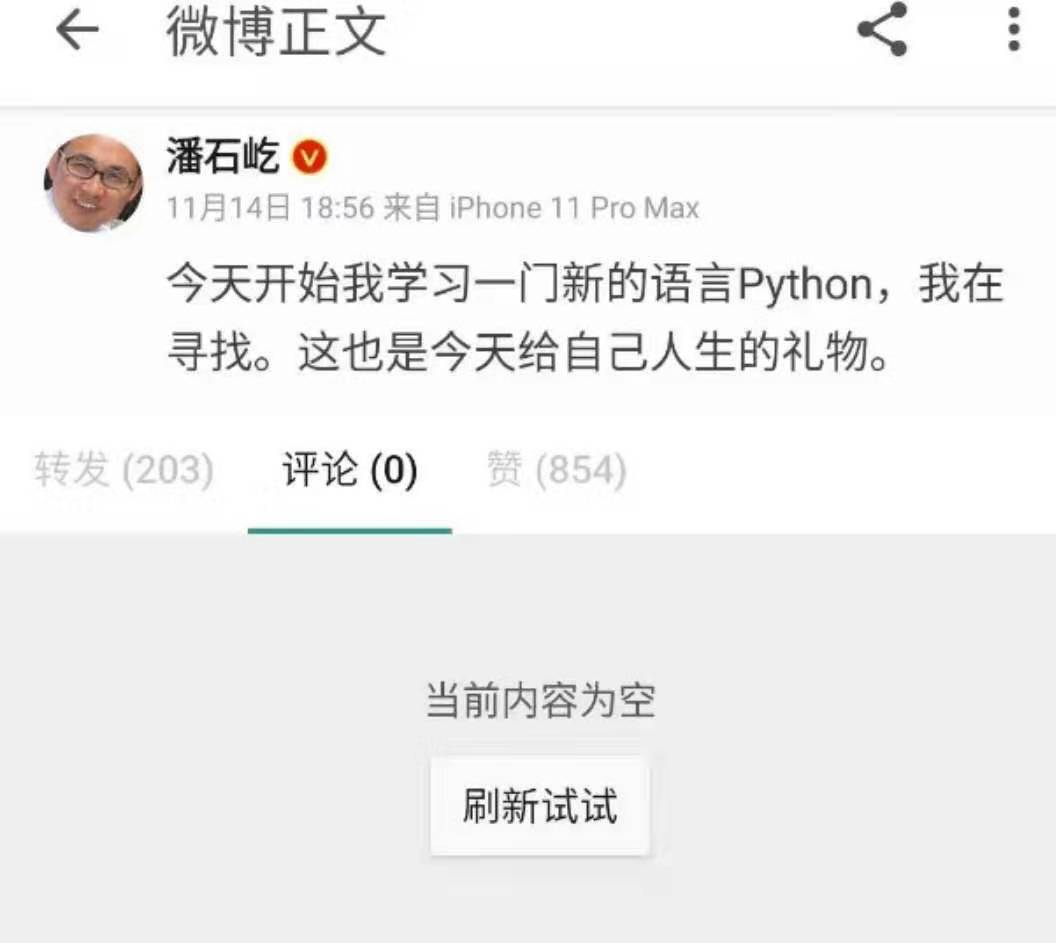 微博正文
潘石屹
11月14日 18:56 来自 iPhone 11 Pro Max
今天开始我学习一门新的语言Python，我在
寻找。这也是今天给自己人生的礼物。
转发 (203) 评论 (0) 赞 (854)
当前内容为空
刷新试试